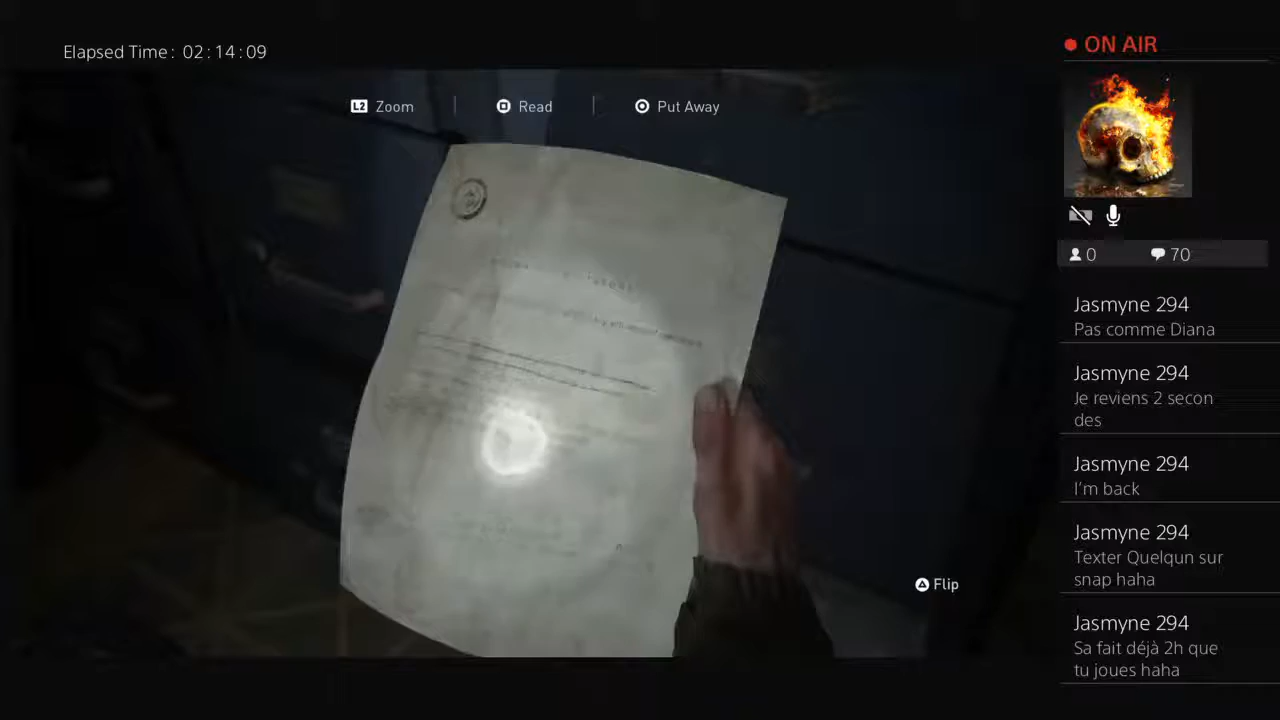 Elapsed Time: 02:14:09
ON AIR
L2 Zoom
Read
Put Away
0
70
Jasmyne 294
Pas comme Diana
Jasmyne 294
Je reviens 2 secon
des
Jasmyne 294
I'm back
Jasmyne 294
Texter Quelqun sur
snap haha
Flip
Jasmyne 294
Sa fait déjà 2h que
tu joues haha